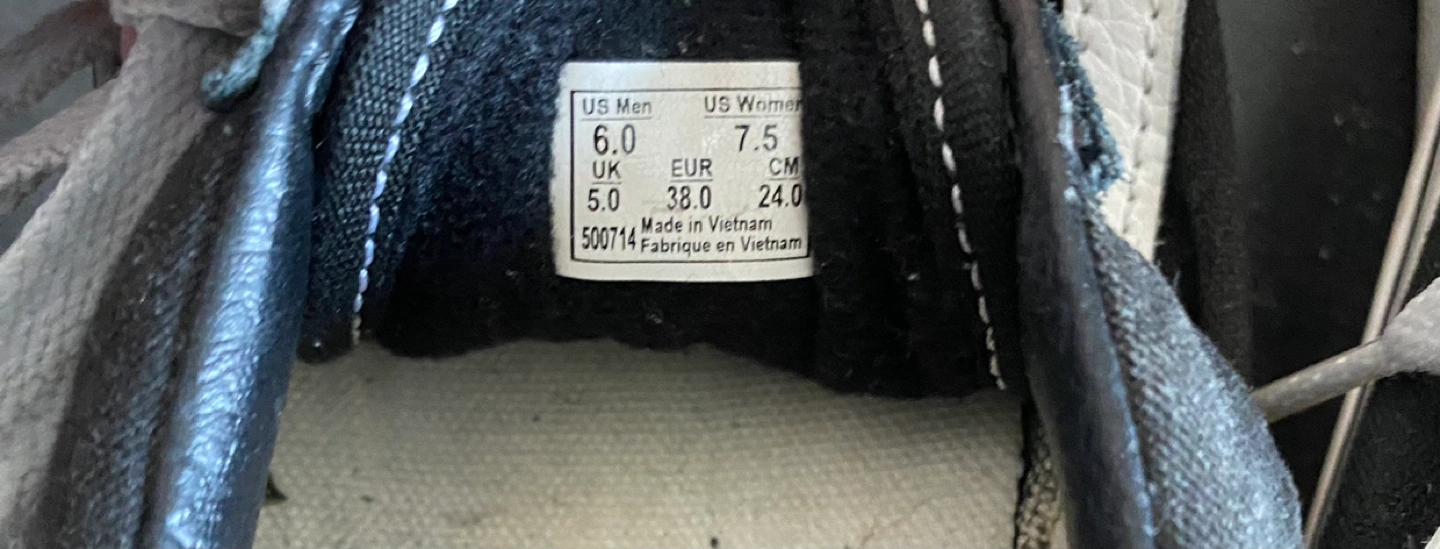 US Men US Women
6.0 7.5
UK EUR CM
5.0 38.0 24.0
Made in Vietnam
500714 Fabrique en Vietnam